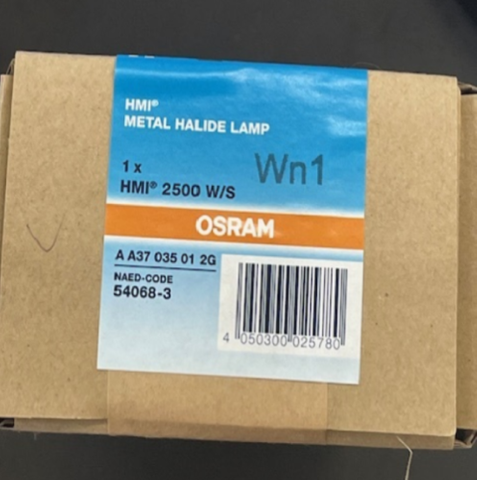 HMI®
METAL HALIDE LAMP
Wn1
1 x
HMI® 2500 W/S
OSRAM
A A37 035 01 2G
NAED-CODE
54068-3
4 050300 025780